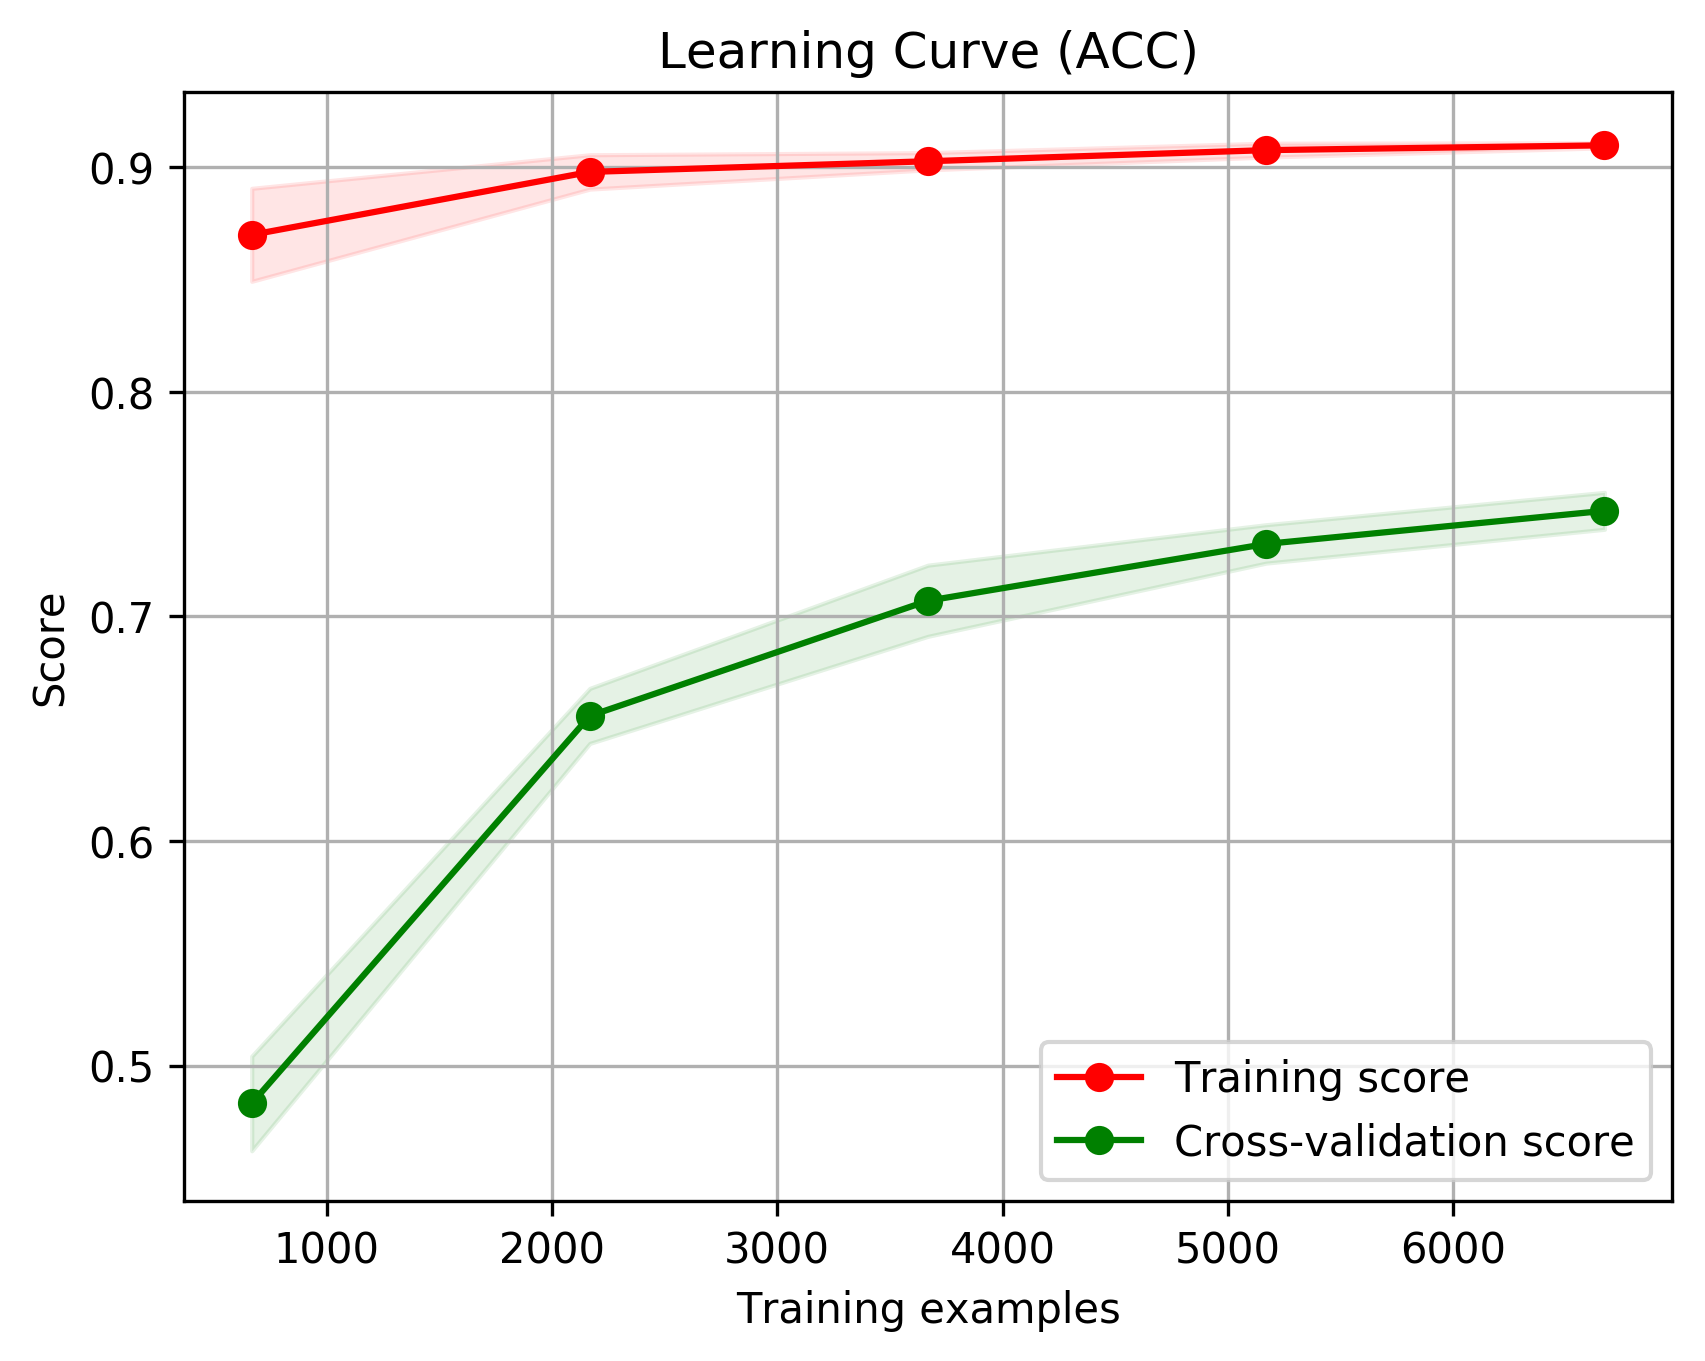 Learning Curve (ACC)
0.9
0.8
0.7
0.6
0.5
Score
1000 2000 3000 4000 5000 6000
Training examples
Training score
Cross-validation score